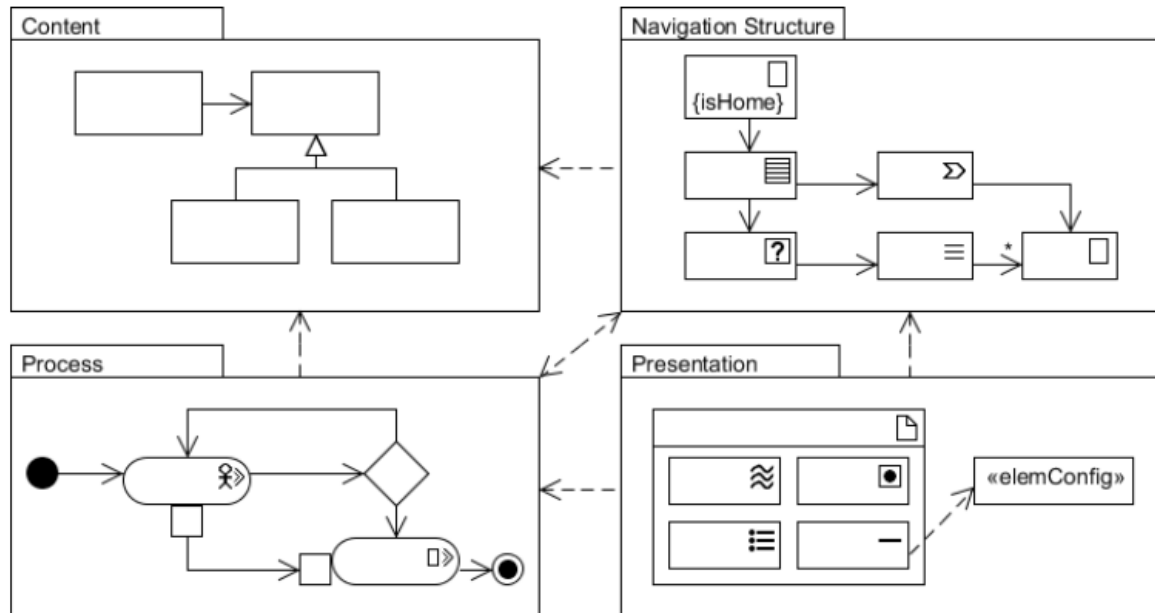 Content
Navigation Structure
{isHome}
?
*
Process
Presentation
«elemConfig»